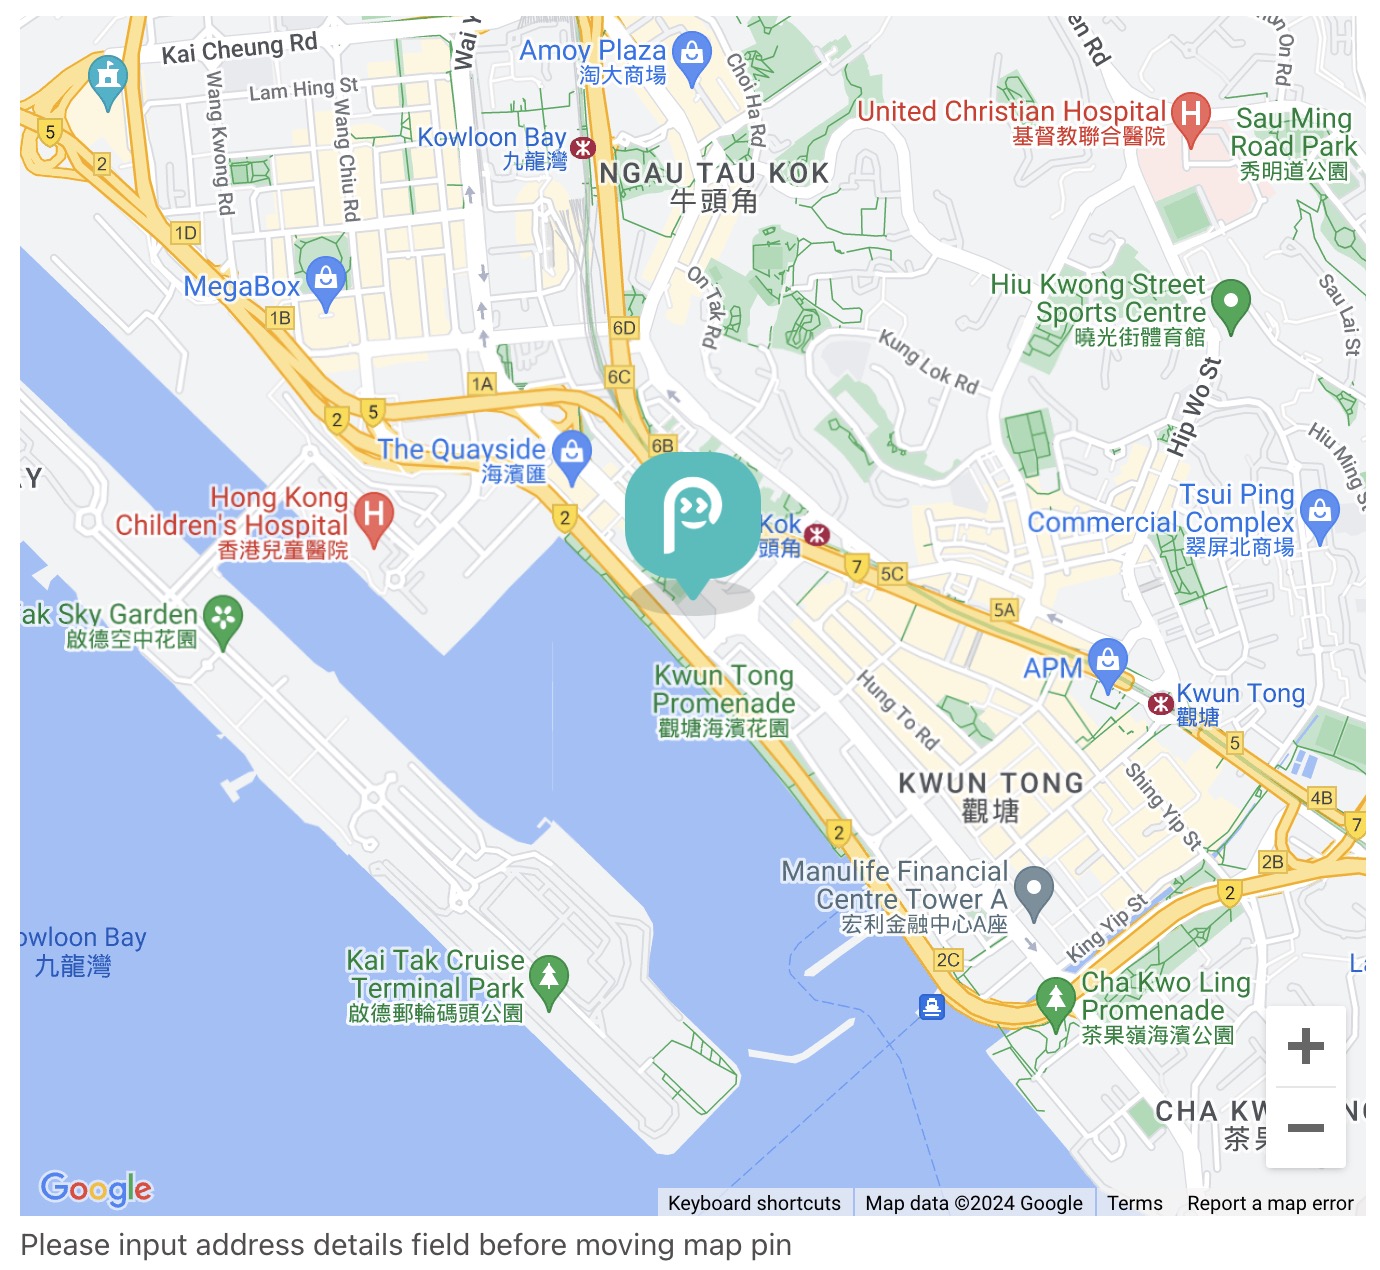 Kai Cheung Rd
Wai Y
Amoy Plaza
淘大商場
en Rd
un On Rd
Lam Hing St
Wang Kwong Rd
Wang Chiu Rd
Choi Ha Rd
United Christian Hospital
基督教聯合醫院
Sau Ming
Road Park
秀明道公園
5
2
Kowloon Bay
九龍灣
NGAU TAU KOK
牛頭角
1D
MegaBox
1B
On Tak Rd
Hiu Kwong Street
Sports Centre
曉光街體育館
Sau Lai St
6D
Kung Lok Rd
1A
6C
Hip Wo St
2
5
6B
Hiu Ming St
The Quayside
海濱匯
AY
Hong Kong
Children's Hospital
香港兒童醫院
2
Kok
頭角
Tsui Ping
Commercial Complex
翠屏北商場
7
5C
5A
ak Sky Garden
啟德空中花園
APM
Kwun Tong
觀塘
Kwun Tong
Promenade
觀塘海濱花園
Hung To Rd
5
KWUN TONG
觀塘
Shing Yip St
4B
7
2
2B
Manulife Financial
Centre Tower A
宏利金融中心A座
2
King Yip St
owloon Bay
九龍灣
Kai Tak Cruise
Terminal Park
啟德郵輪碼頭公園
2C
La
Cha Kwo Ling
Promenade
茶果嶺海濱公園
CHA KW NG
茶果
Google
Keyboard shortcuts
Map data ©2024 Google
Terms
Report a map error
Please input address details field before moving map pin